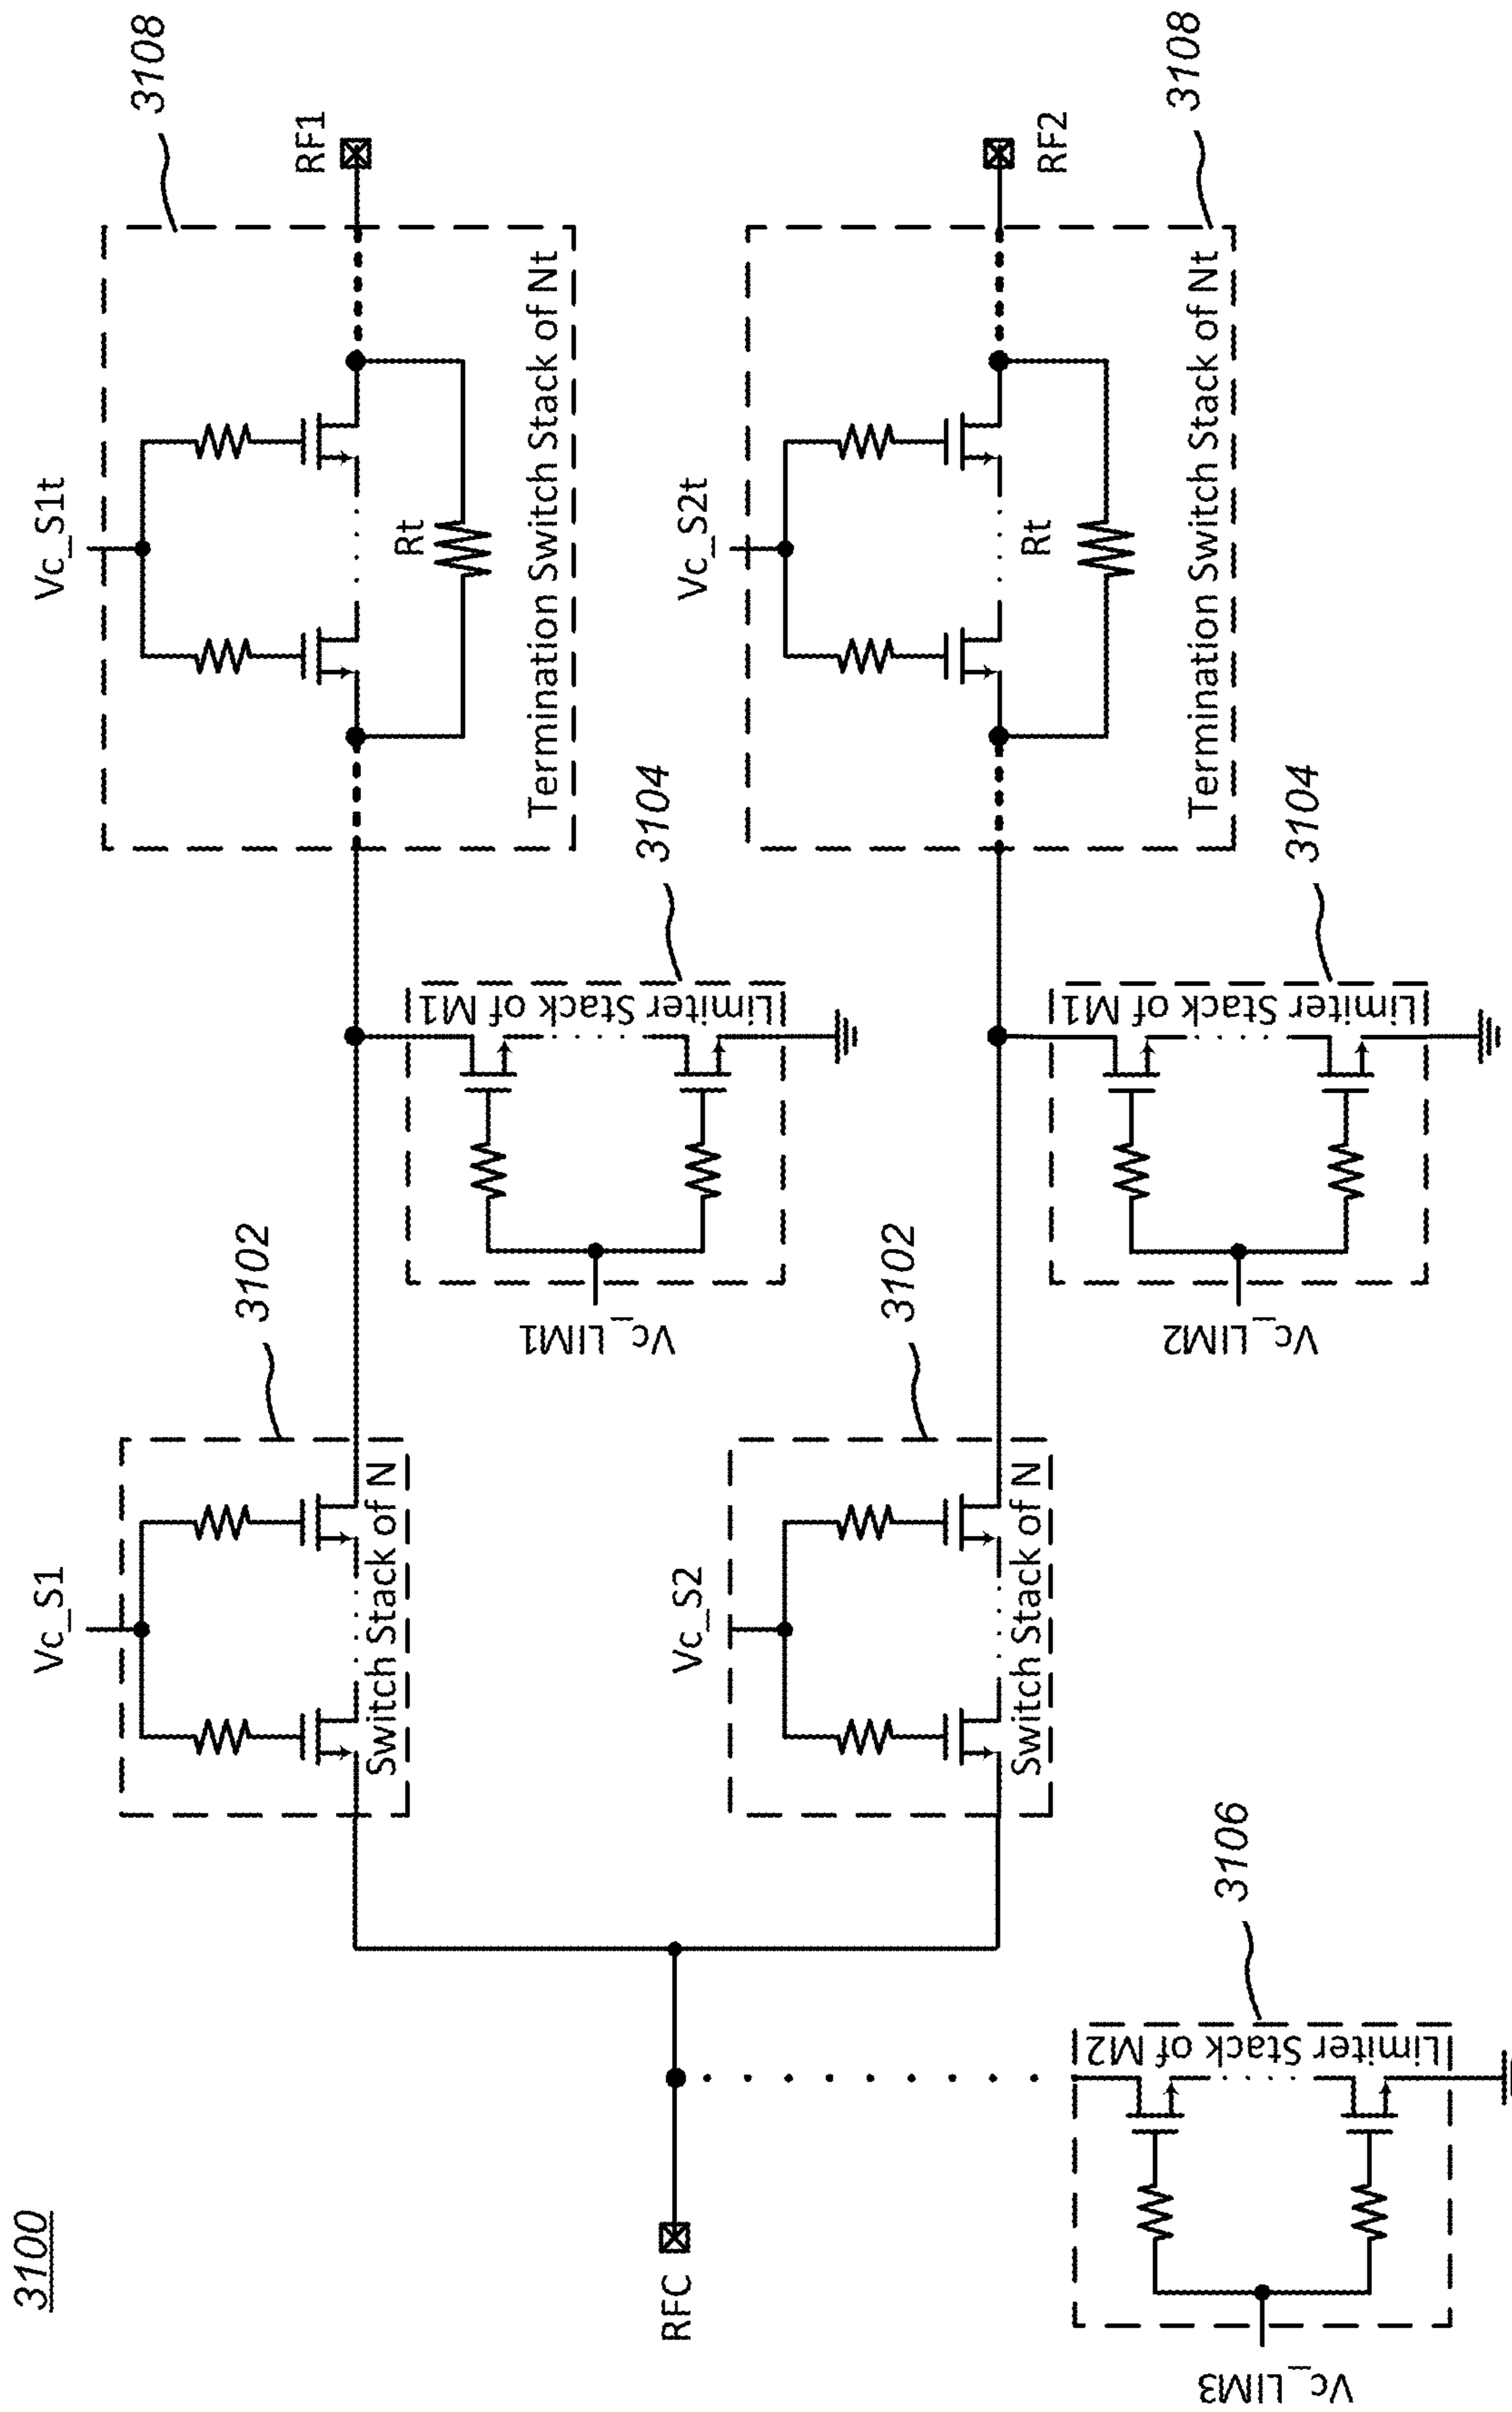 3100
RFC
Vc_LIM3
Limiter Stack of M2
3106
Vc_S1
Switch Stack of N
3102
Vc_S2
Switch Stack of N
3102
Vc_LIM1
Limiter Stack of M1
3104
Vc_LIM2
Limiter Stack of M1
3104
Vc_S1t
Rt
Termination Switch Stack of Nt
3108
RF1
Vc_S2t
Rt
Termination Switch Stack of Nt
3108
RF2